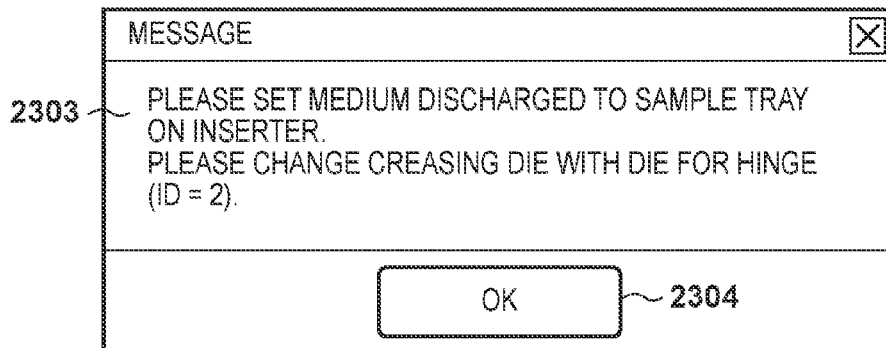 MESSAGE
2303
PLEASE SET MEDIUM DISCHARGED TO SAMPLE TRAY
ON INSERTER.
PLEASE CHANGE CREASING DIE WITH DIE FOR HINGE
(ID = 2).
OK
2304